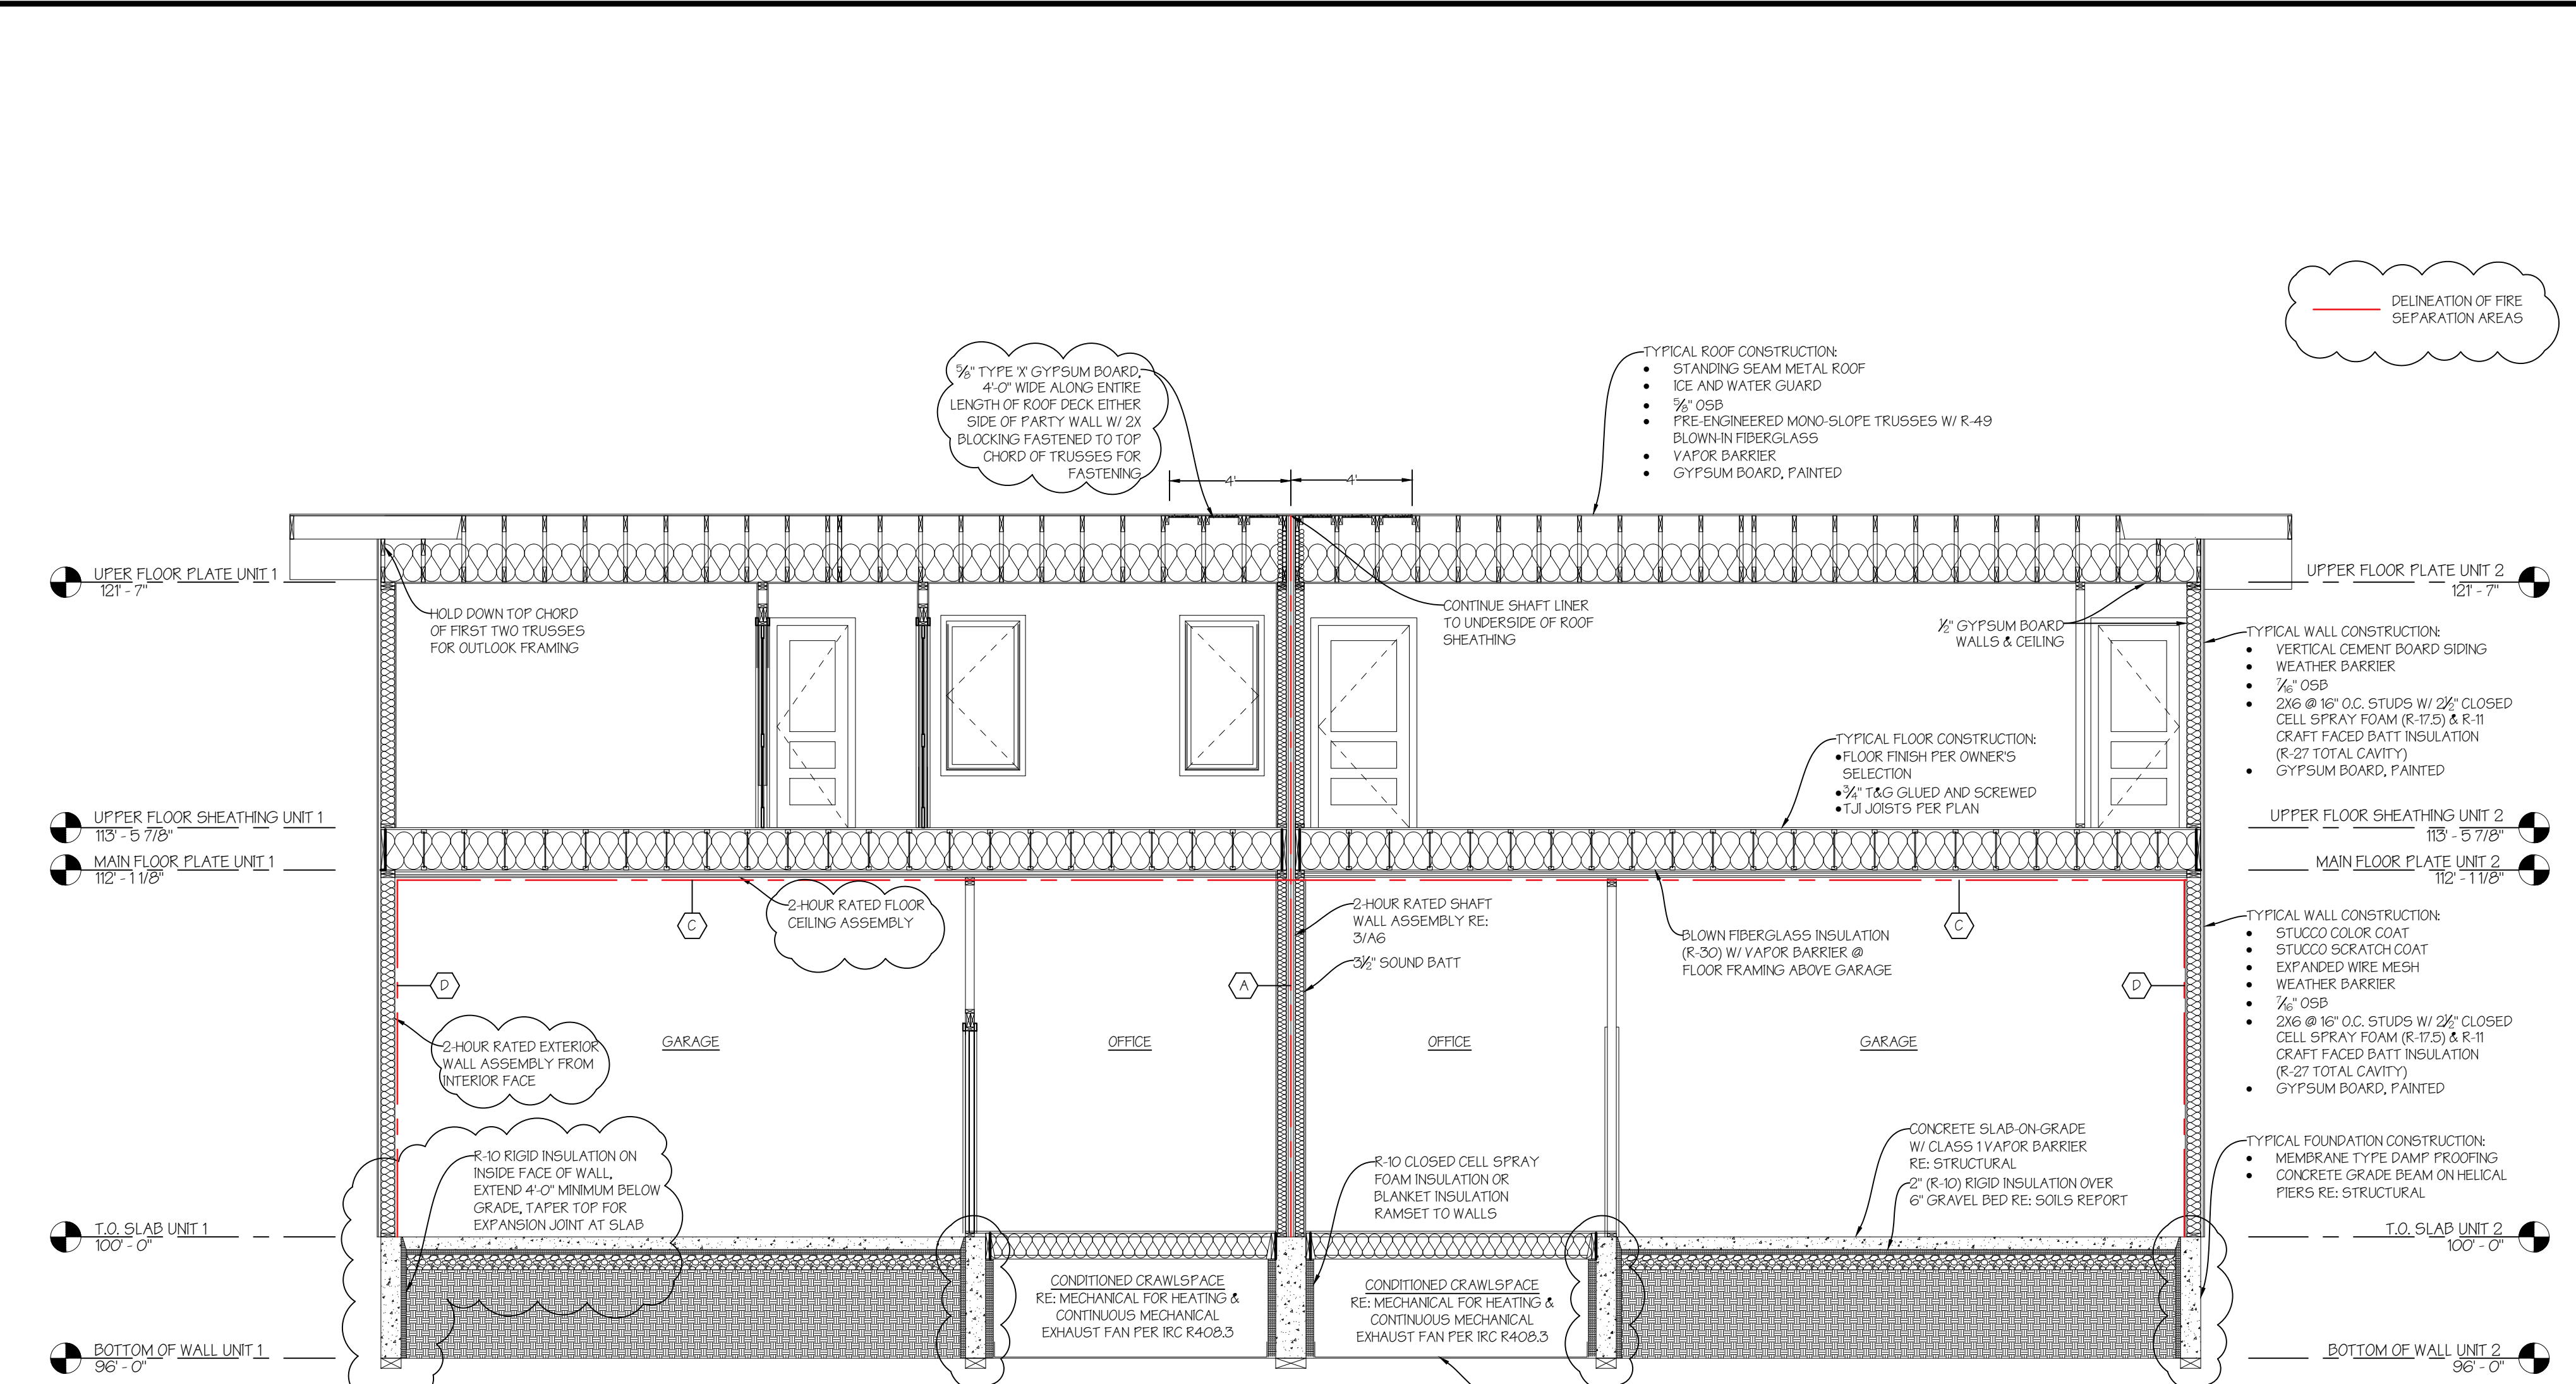 DELINEATION OF FIRE
SEPARATION AREAS
5/8" TYPE 'X' GYPSUM BOARD,
4'-0" WIDE ALONG ENTIRE
LENGTH OF ROOF DECK EITHER
SIDE OF PARTY WALL W/ 2X
BLOCKING FASTENED TO TOP
CHORD OF TRUSSES FOR
FASTENING
TYPICAL ROOF CONSTRUCTION:
• STANDING SEAM METAL ROOF
• ICE AND WATER GUARD
• 5/8" OSB
• PRE-ENGINEERED MONO-SLOPE TRUSSES W/ R-49
BLOWN-IN FIBERGLASS
• VAPOR BARRIER
• GYPSUM BOARD, PAINTED
4'
4'
UPER FLOOR PLATE UNIT 1
121' - 7"
UPPER FLOOR PLATE UNIT 2
121' - 7"
HOLD DOWN TOP CHORD
OF FIRST TWO TRUSSES
FOR OUTLOOK FRAMING
CONTINUE SHAFT LINER
TO UNDERSIDE OF ROOF
SHEATHING
1/2" GYPSUM BOARD
WALLS & CEILING
TYPICAL WALL CONSTRUCTION:
• VERTICAL CEMENT BOARD SIDING
• WEATHER BARRIER
• 7/16" OSB
• 2X6 @ 16" O.C. STUDS W/ 2 1/2" CLOSED
CELL SPRAY FOAM (R-17.5) & R-11
CRAFT FACED BATT INSULATION
(R-27 TOTAL CAVITY)
• GYPSUM BOARD, PAINTED
TYPICAL FLOOR CONSTRUCTION:
• FLOOR FINISH PER OWNER'S
SELECTION
• 3/4" T&G GLUED AND SCREWED
• TJI JOISTS PER PLAN
UPPER FLOOR SHEATHING UNIT 1
113' - 5 7/8"
UPPER FLOOR SHEATHING UNIT 2
113' - 5 7/8"
MAIN FLOOR PLATE UNIT 1
112' - 1 1/8"
MAIN FLOOR PLATE UNIT 2
112' - 1 1/8"
C
2-HOUR RATED FLOOR
CEILING ASSEMBLY
2-HOUR RATED SHAFT
WALL ASSEMBLY RE:
3/A6
3 1/2" SOUND BATT
BLOWN FIBERGLASS INSULATION
(R-30) W/ VAPOR BARRIER @
FLOOR FRAMING ABOVE GARAGE
C
TYPICAL WALL CONSTRUCTION:
• STUCCO COLOR COAT
• STUCCO SCRATCH COAT
• EXPANDED WIRE MESH
• WEATHER BARRIER
• 7/16" OSB
• 2X6 @ 16" O.C. STUDS W/ 2 1/2" CLOSED
CELL SPRAY FOAM (R-17.5) & R-11
CRAFT FACED BATT INSULATION
(R-27 TOTAL CAVITY)
• GYPSUM BOARD, PAINTED
D
A
D
2-HOUR RATED EXTERIOR
WALL ASSEMBLY FROM
INTERIOR FACE
GARAGE
OFFICE
OFFICE
GARAGE
R-10 RIGID INSULATION ON
INSIDE FACE OF WALL,
EXTEND 4'-0" MINIMUM BELOW
GRADE, TAPER TOP FOR
EXPANSION JOINT AT SLAB
R-10 CLOSED CELL SPRAY
FOAM INSULATION OR
BLANKET INSULATION
RAMSET TO WALLS
CONCRETE SLAB-ON-GRADE
W/ CLASS 1 VAPOR BARRIER
RE: STRUCTURAL
2" (R-10) RIGID INSULATION OVER
6" GRAVEL BED RE: SOILS REPORT
TYPICAL FOUNDATION CONSTRUCTION:
• MEMBRANE TYPE DAMP PROOFING
• CONCRETE GRADE BEAM ON HELICAL
PIERS RE: STRUCTURAL
T.O. SLAB UNIT 1
100' - 0"
T.O. SLAB UNIT 2
100' - 0"
CONDITIONED CRAWLSPACE
RE: MECHANICAL FOR HEATING &
CONTINUOUS MECHANICAL
EXHAUST FAN PER IRC R408.3
CONDITIONED CRAWLSPACE
RE: MECHANICAL FOR HEATING &
CONTINUOUS MECHANICAL
EXHAUST FAN PER IRC R408.3
BOTTOM OF WALL UNIT 1
96' - 0"
BOTTOM OF WALL UNIT 2
96' - 0"